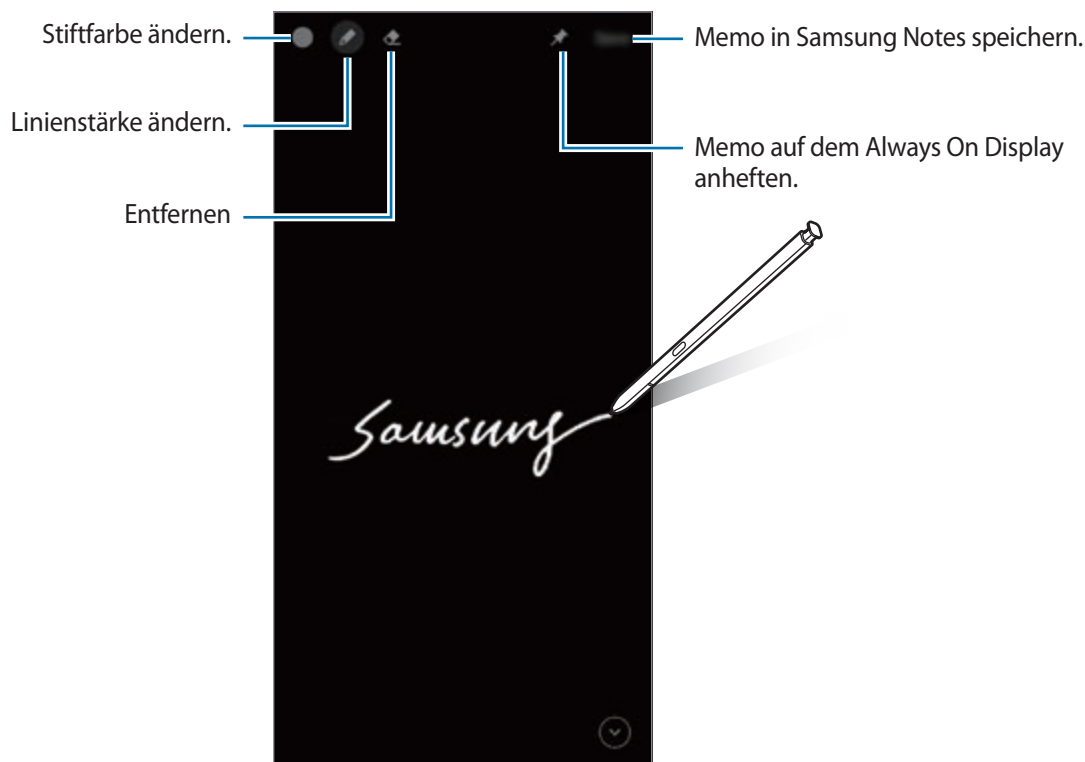 Stiftfarbe ändern.
Memo in Samsung Notes speichern.
Linienstärke ändern.
Memo auf dem Always On Display
anheften.
Entfernen
Samsung